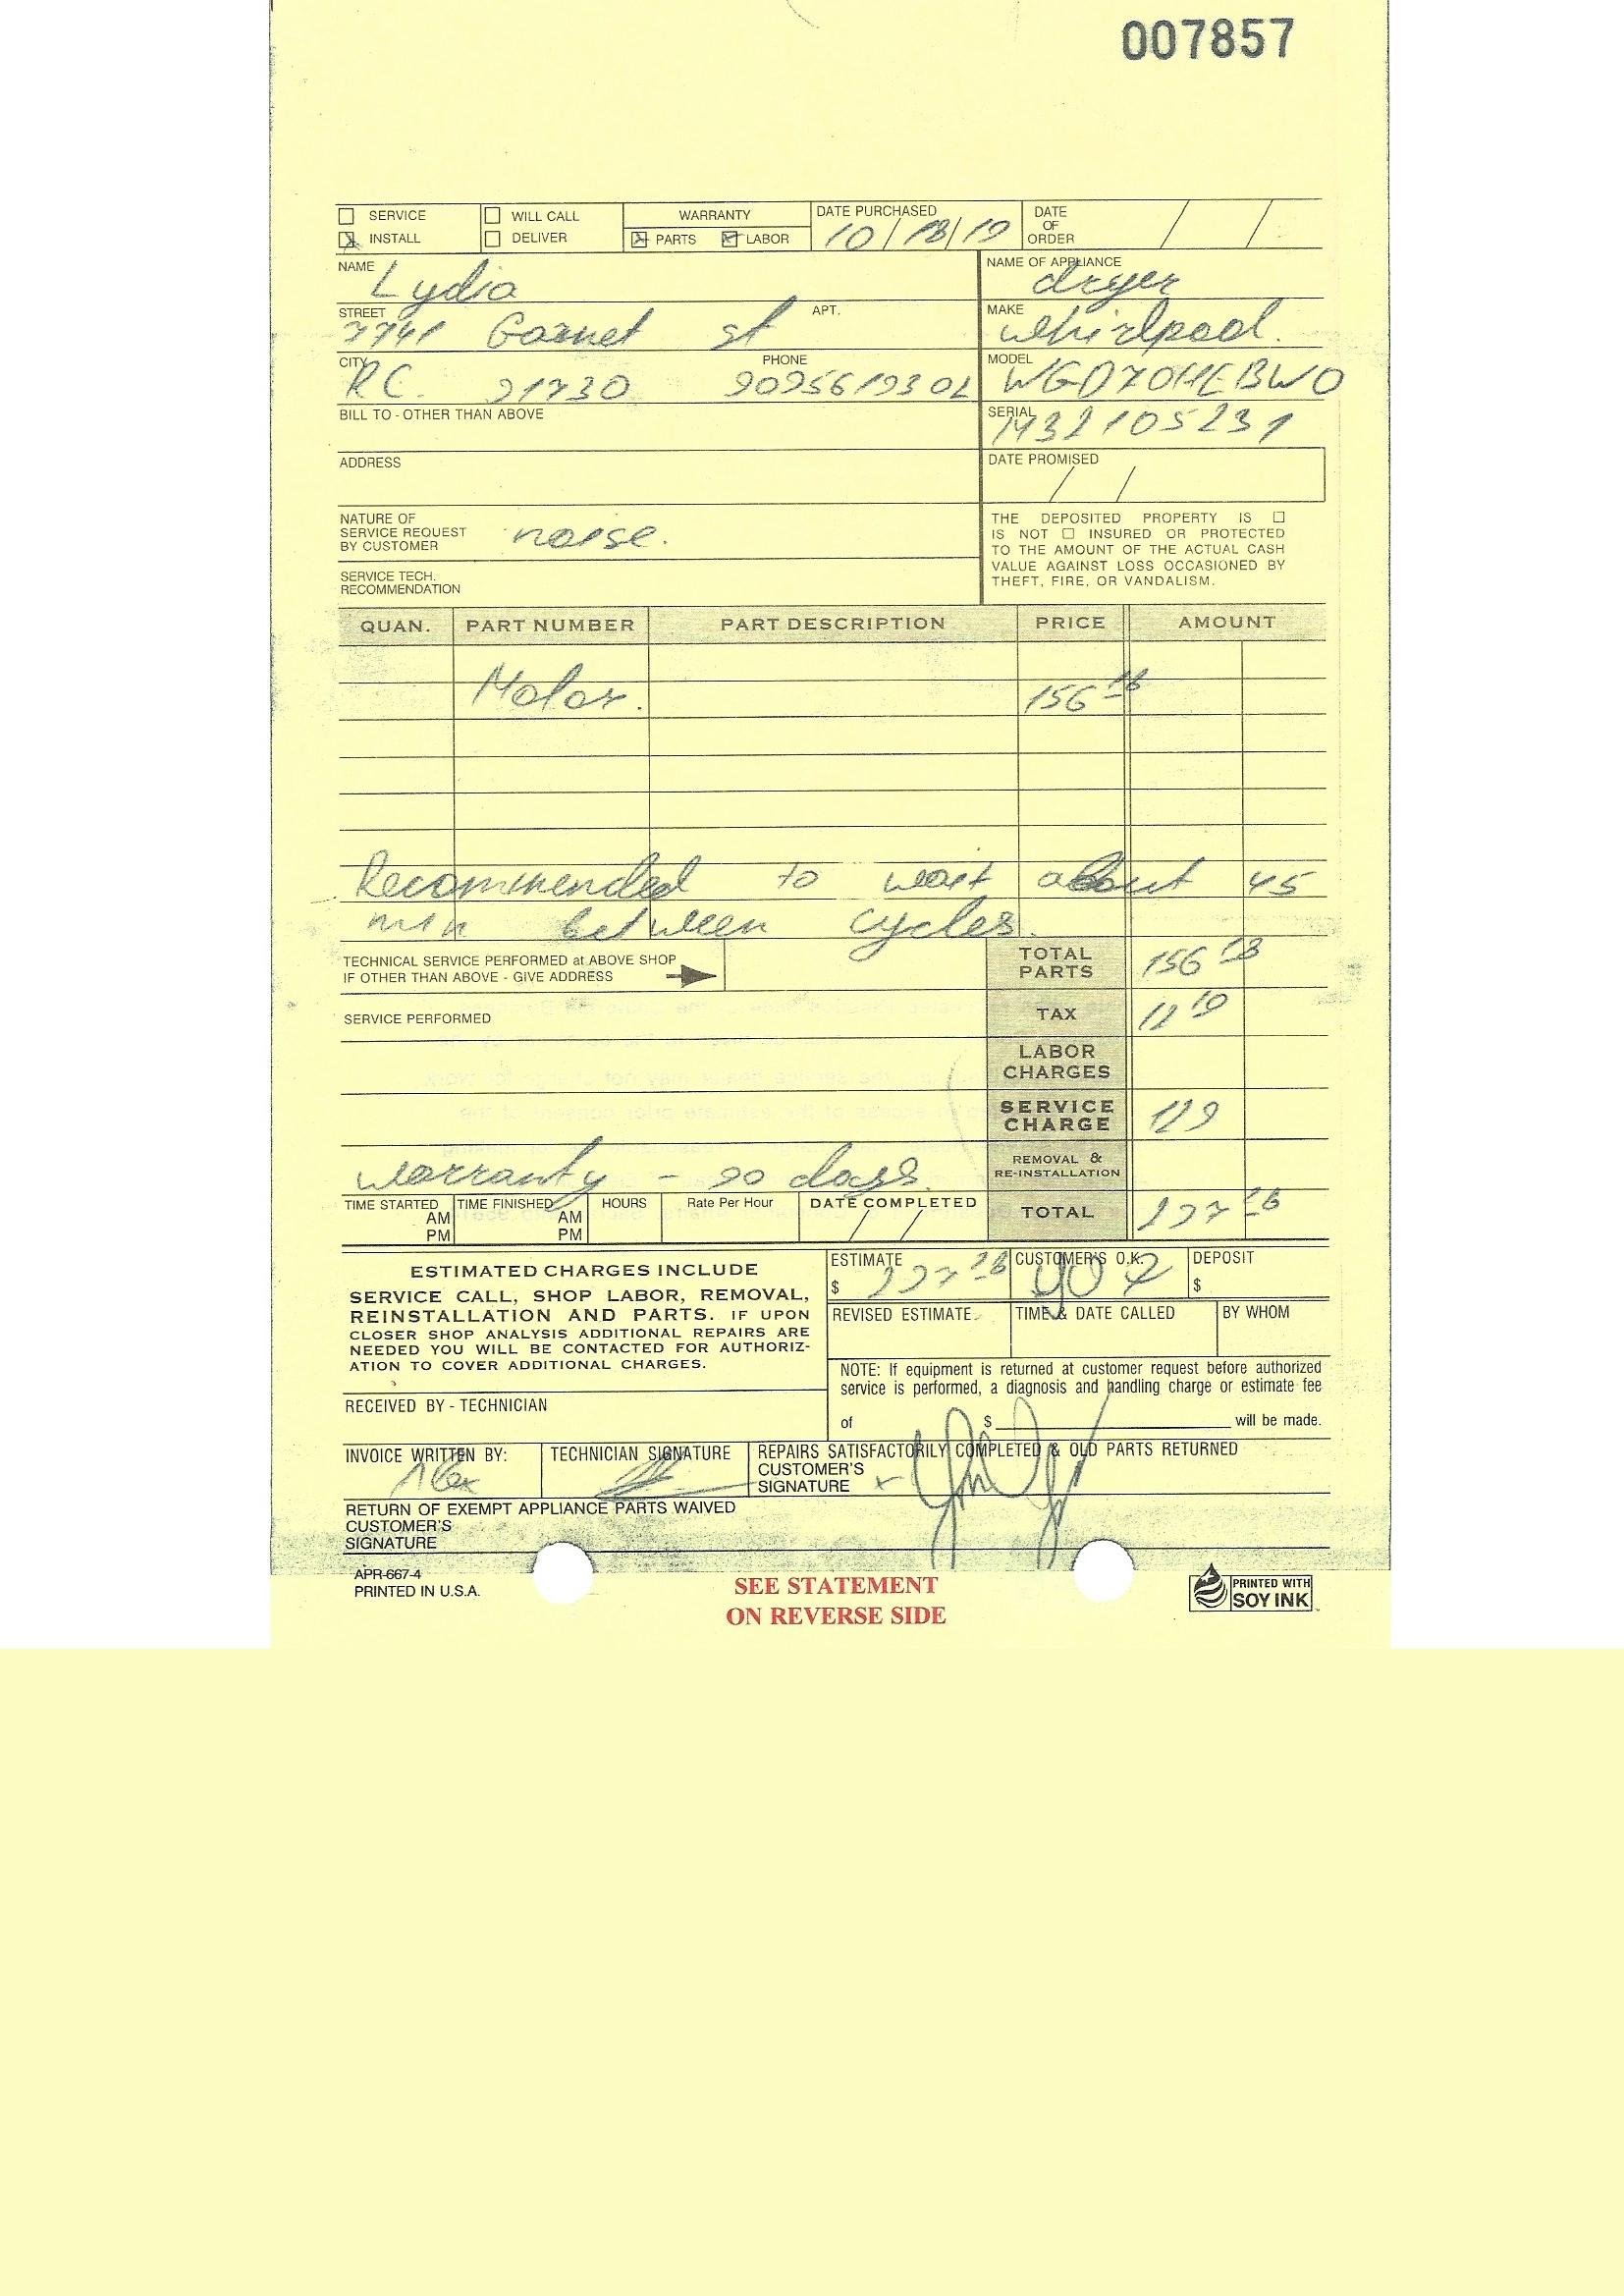 007857
SERVICE WILL CALL WARRANTY DATE PURCHASED DATE OF ORDER
INSTALL DELIVER PARTS LABOR 10/18/19 / /
NAME Lydia NAME OF APPLIANCE dryer
STREET Garnet st APT. MAKE whirlpool.
CITY RC. 91730 PHONE 9095619302 MODEL WGD70HEBW0
BILL TO - OTHER THAN ABOVE SERIAL
ADDRESS DATE PROMISED / /
NATURE OF
SERVICE REQUEST
BY CUSTOMER noise.
SERVICE TECH.
RECOMMENDATION
THE DEPOSITED PROPERTY IS
IS NOT INSURED OR PROTECTED
TO THE AMOUNT OF THE ACTUAL CASH
VALUE AGAINST LOSS OCCASIONED BY
THEFT, FIRE, OR VANDALISM.
QUAN. PART NUMBER PART DESCRIPTION PRICE AMOUNT
Motor. 156 18
Recommended to wait about 45
min between cycles.
TECHNICAL SERVICE PERFORMED at ABOVE SHOP
IF OTHER THAN ABOVE - GIVE ADDRESS
TOTAL PARTS 156 18
SERVICE PERFORMED TAX 12 10
LABOR CHARGES
SERVICE CHARGE 129
warranty - 90 days. REMOVAL & RE-INSTALLATION
TIME STARTED AM PM TIME FINISHED AM PM HOURS Rate Per Hour DATE COMPLETED / / TOTAL
ESTIMATED CHARGES INCLUDE
SERVICE CALL, SHOP LABOR, REMOVAL,
REINSTALLATION AND PARTS. IF UPON
CLOSER SHOP ANALYSIS ADDITIONAL REPAIRS ARE
NEEDED YOU WILL BE CONTACTED FOR AUTHORIZ-
ATION TO COVER ADDITIONAL CHARGES.
ESTIMATE $ CUSTOMER'S O.K. DEPOSIT $
REVISED ESTIMATE TIME & DATE CALLED BY WHOM
NOTE: If equipment is returned at customer request before authorized
service is performed, a diagnosis and handling charge or estimate fee
of $ will be made.
RECEIVED BY - TECHNICIAN
INVOICE WRITTEN BY: Alex TECHNICIAN SIGNATURE REPAIRS SATISFACTORILY COMPLETED & OLD PARTS RETURNED
CUSTOMER'S
SIGNATURE x
RETURN OF EXEMPT APPLIANCE PARTS WAIVED
CUSTOMER'S
SIGNATURE
APR-667-4
PRINTED IN U.S.A.
SEE STATEMENT
ON REVERSE SIDE
PRINTED WITH
SOY INK